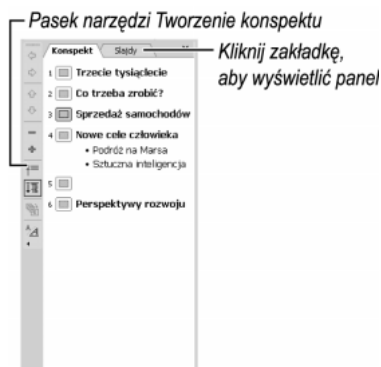 Pasek narzędzi Tworzenie konspektu
Kliknij zakładkę,
aby wyświetlić panel
Konspekt Slajdy
1 Trzecie tysiąclecie
2 Co trzeba zrobić?
3 Sprzedaż samochodów
4 Nowe cele człowieka
• Podróż na Marsa
• Sztuczna inteligencja
5
6 Perspektywy rozwoju